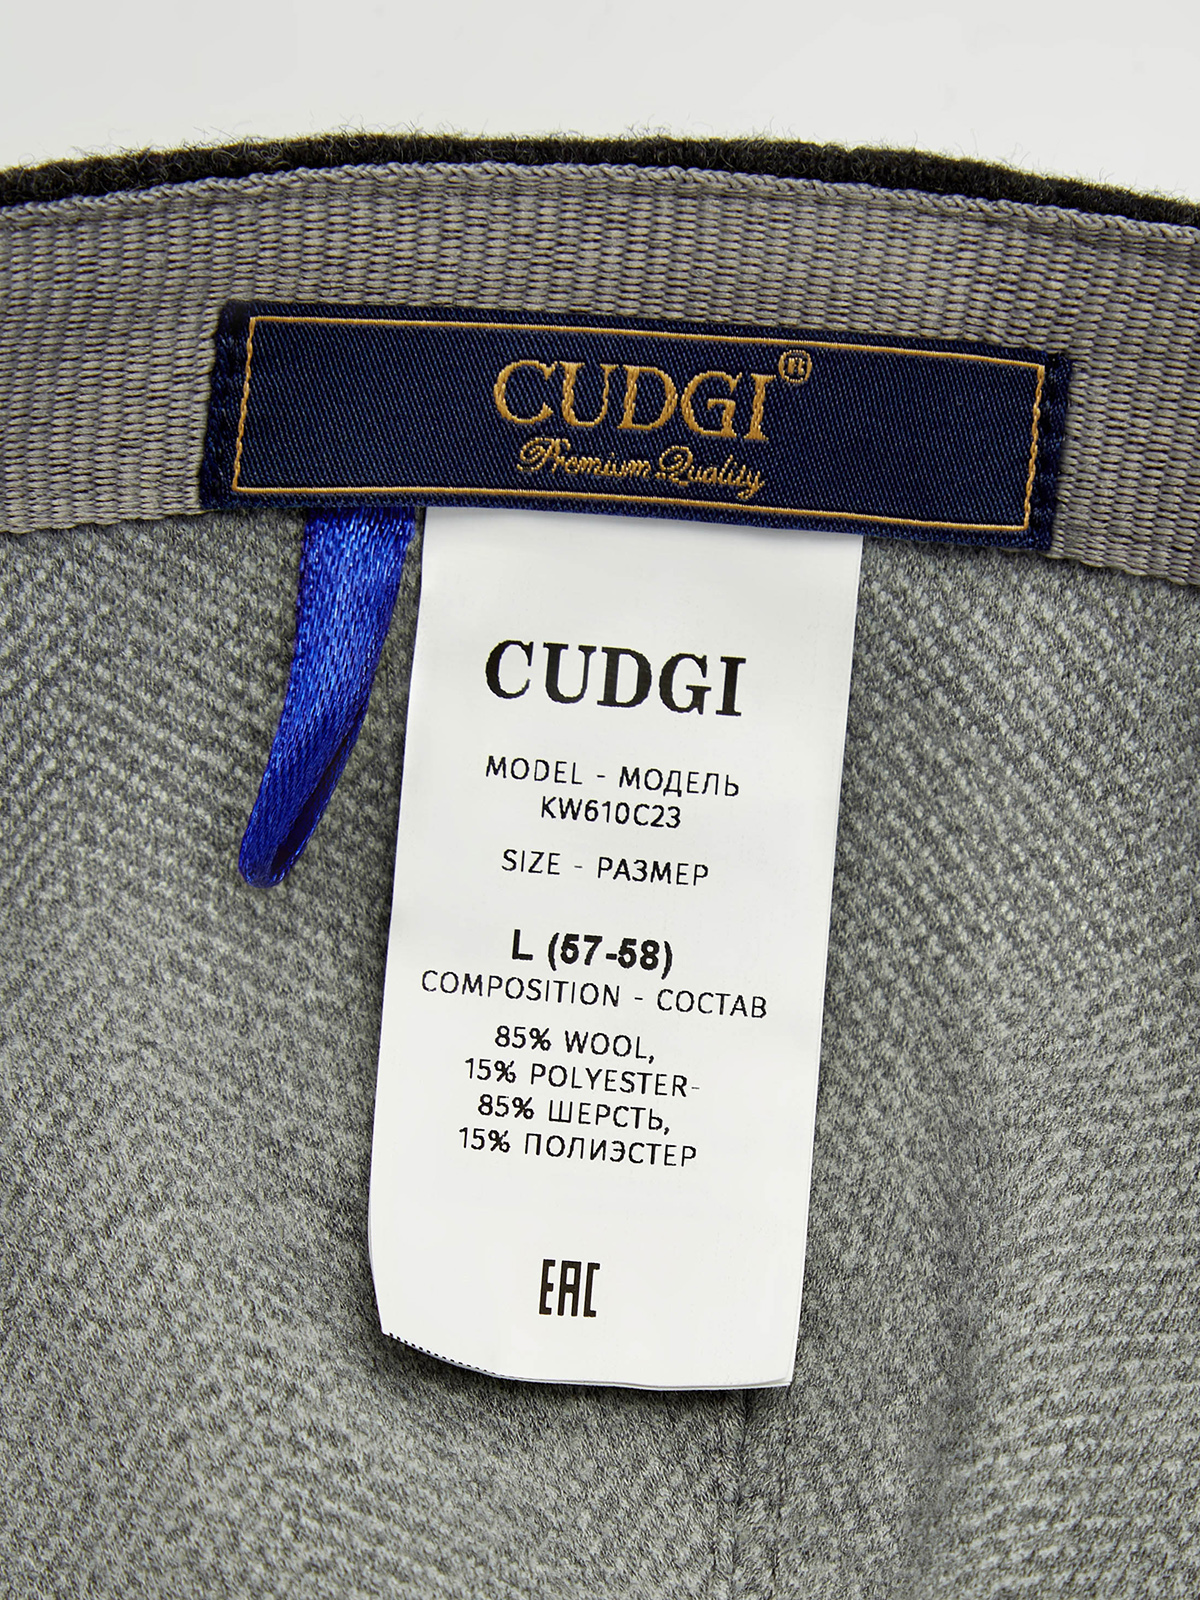 CUDGI®
Premium Quality
CUDGI
MODEL - МОДЕЛЬ
KW610C23
SIZE - РАЗМЕР
L (57-58)
COMPOSITION - СОСТАВ
85% WOOL,
15% POLYESTER-
85% ШЕРСТЬ,
15% ПОЛИЭСТЕР
EAC